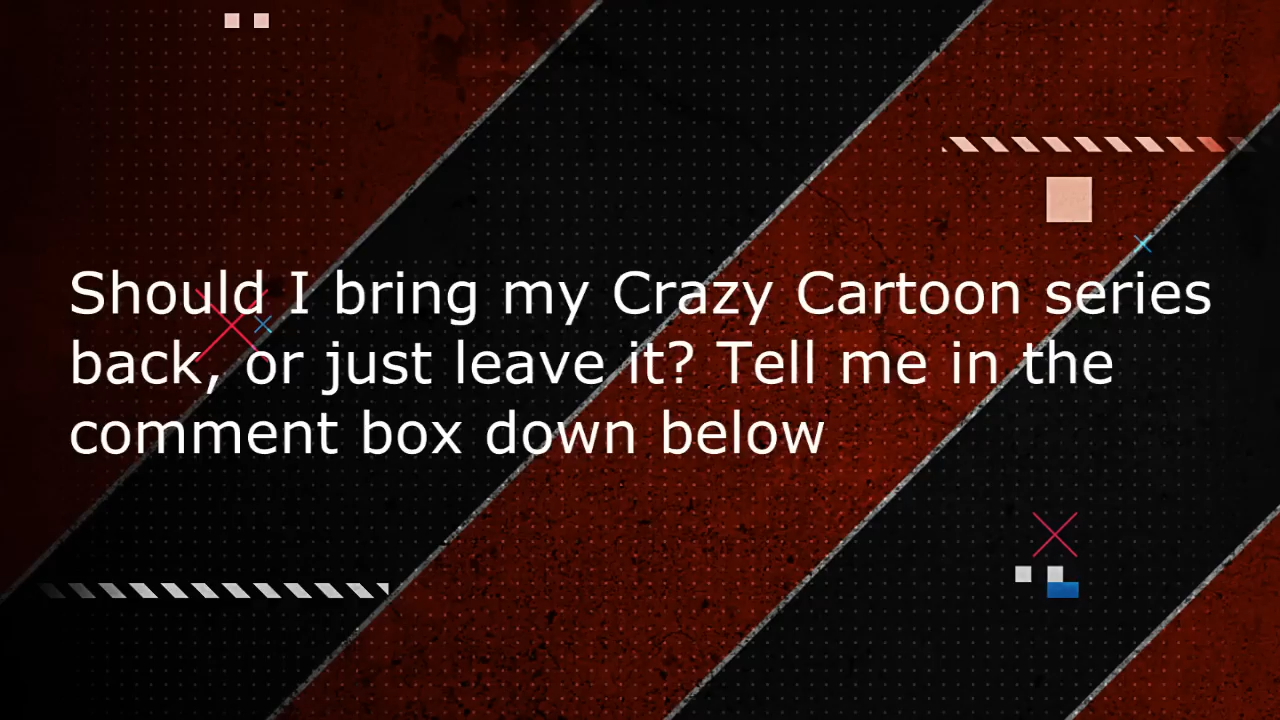 Should I bring my Crazy Cartoon series
back, or just leave it? Tell me in the
comment box down below